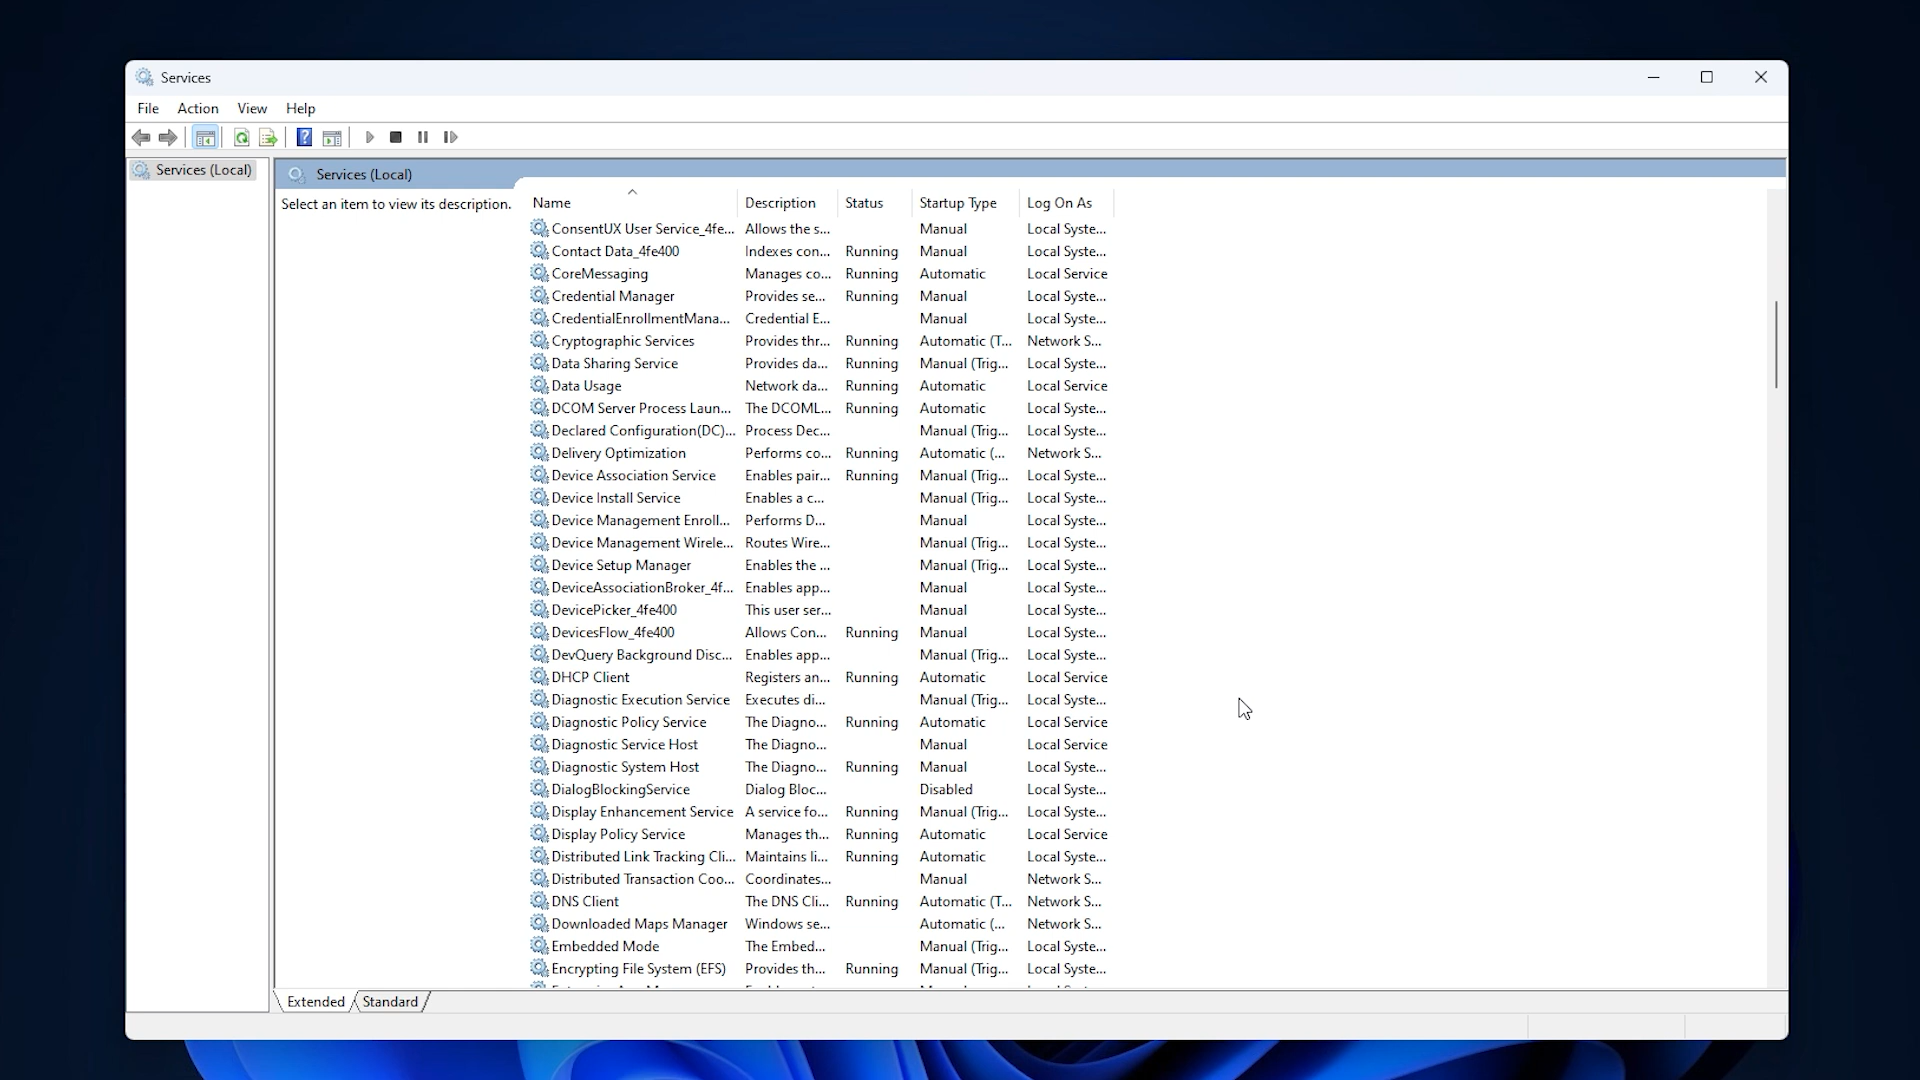 Services
File Action View Help
Services (Local)
Services (Local)
Select an item to view its description.
Name Description Status Startup Type Log On As
ConsentUX User Service_4fe... Allows the s... Manual Local Syste...
Contact Data_4fe400 Indexes con... Running Manual Local Syste...
CoreMessaging Manages co... Running Automatic Local Service
Credential Manager Provides se... Running Manual Local Syste...
CredentialEnrollmentMana... Credential E... Manual Local Syste...
Cryptographic Services Provides thr... Running Automatic (T... Network S...
Data Sharing Service Provides da... Running Manual (Trig... Local Syste...
Data Usage Network da... Running Automatic Local Service
DCOM Server Process Laun... The DCOML... Running Automatic Local Syste...
Declared Configuration(DC)... Process Dec... Manual (Trig... Local Syste...
Delivery Optimization Performs co... Running Automatic (... Network S...
Device Association Service Enables pair... Running Manual (Trig... Local Syste...
Device Install Service Enables a c... Manual (Trig... Local Syste...
Device Management Enroll... Performs D... Manual Local Syste...
Device Management Wirele... Routes Wire... Manual (Trig... Local Syste...
Device Setup Manager Enables the ... Manual (Trig... Local Syste...
DeviceAssociationBroker_4f... Enables app... Manual Local Syste...
DevicePicker_4fe400 This user ser... Manual Local Syste...
DevicesFlow_4fe400 Allows Con... Running Manual Local Syste...
DevQuery Background Disc... Enables app... Manual (Trig... Local Syste...
DHCP Client Registers an... Running Automatic Local Service
Diagnostic Execution Service Executes di... Manual (Trig... Local Syste...
Diagnostic Policy Service The Diagno... Running Automatic Local Service
Diagnostic Service Host The Diagno... Manual Local Service
Diagnostic System Host The Diagno... Running Manual Local Syste...
DialogBlockingService Dialog Bloc... Disabled Local Syste...
Display Enhancement Service A service fo... Running Manual (Trig... Local Syste...
Display Policy Service Manages th... Running Automatic Local Service
Distributed Link Tracking Cli... Maintains li... Running Automatic Local Syste...
Distributed Transaction Coo... Coordinates... Manual Network S...
DNS Client The DNS Cli... Running Automatic (T... Network S...
Downloaded Maps Manager Windows se... Automatic (... Network S...
Embedded Mode The Embed... Manual (Trig... Local Syste...
Encrypting File System (EFS) Provides th... Running Manual (Trig... Local Syste...
Extended Standard